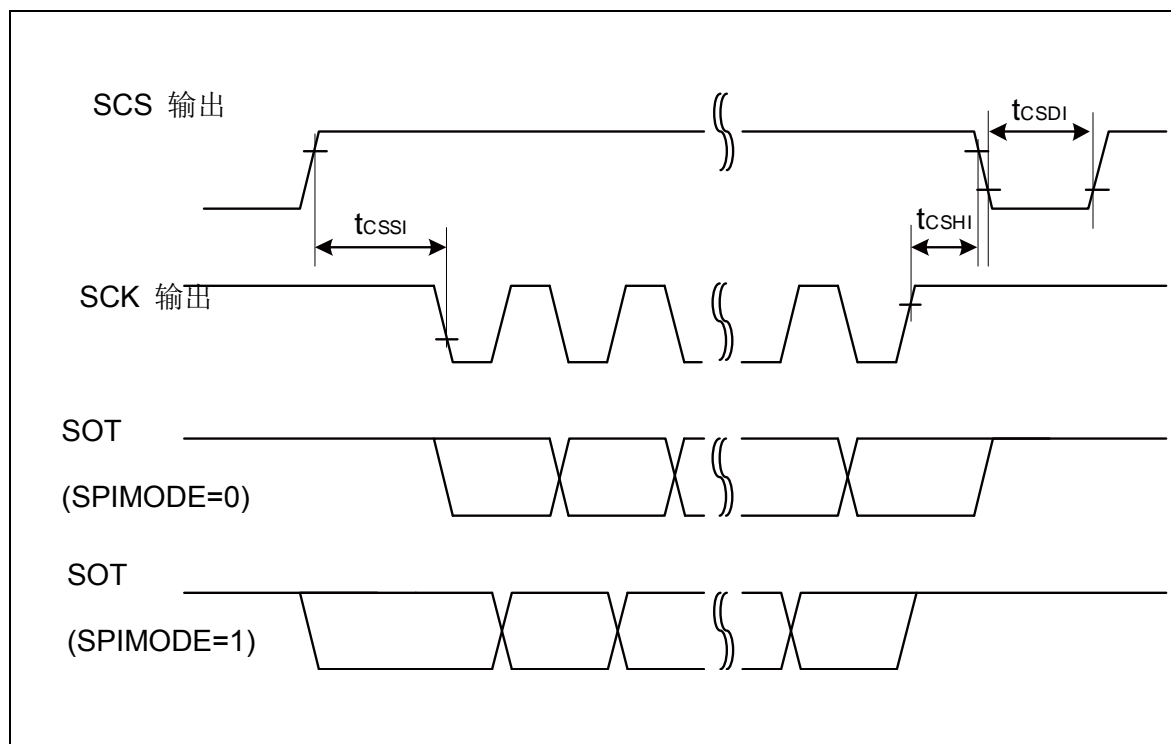 SCS 输出
tCSDI
tCSSI
tCSHI
SCK 输出
SOT
(SPIMODE=0)
SOT
(SPIMODE=1)